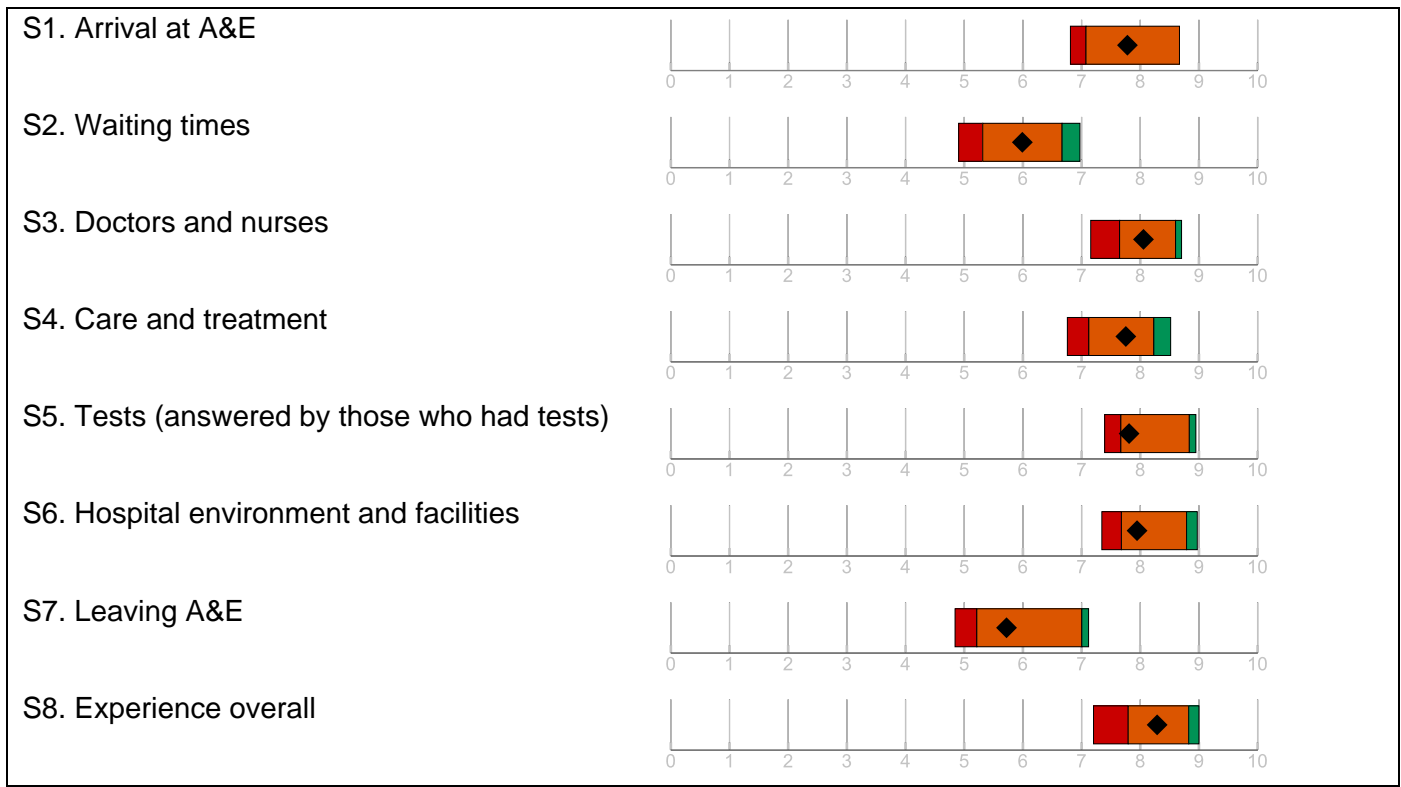 S1. Arrival at A&E
0 1 2 3 4 5 6 7 8 9 10
S2. Waiting times
0 1 2 3 4 5 6 7 8 9 10
S3. Doctors and nurses
0 1 2 3 4 5 6 7 8 9 10
S4. Care and treatment
0 1 2 3 4 5 6 7 8 9 10
S5. Tests (answered by those who had tests)
0 1 2 3 4 5 6 7 8 9 10
S6. Hospital environment and facilities
0 1 2 3 4 5 6 7 8 9 10
S7. Leaving A&E
0 1 2 3 4 5 6 7 8 9 10
S8. Experience overall
0 1 2 3 4 5 6 7 8 9 10